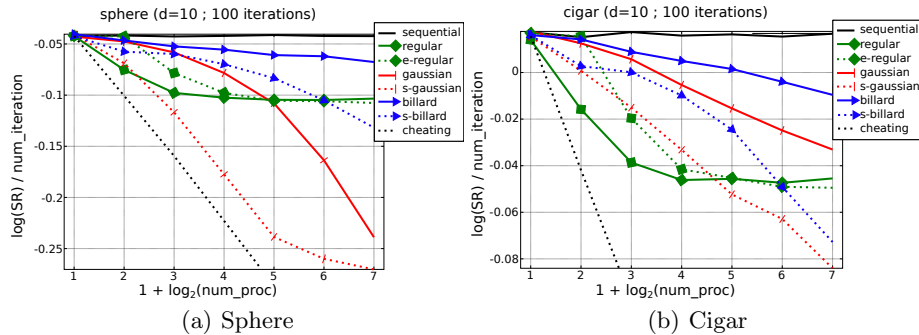 sphere (d=10 ; 100 iterations)
log(SR) / num_iteration
-0.05
-0.1
-0.15
-0.2
-0.25
1 2 3 4 5 6 7
1 + log₂(num_proc)
sequential
regular
e-regular
gaussian
s-gaussian
billard
s-billard
cheating
(a) Sphere
cigar (d=10 ; 100 iterations)
log(SR) / num_iteration
0
-0.02
-0.04
-0.06
-0.08
1 2 3 4 5 6 7
1 + log₂(num_proc)
sequential
regular
e-regular
gaussian
s-gaussian
billard
s-billard
cheating
(b) Cigar